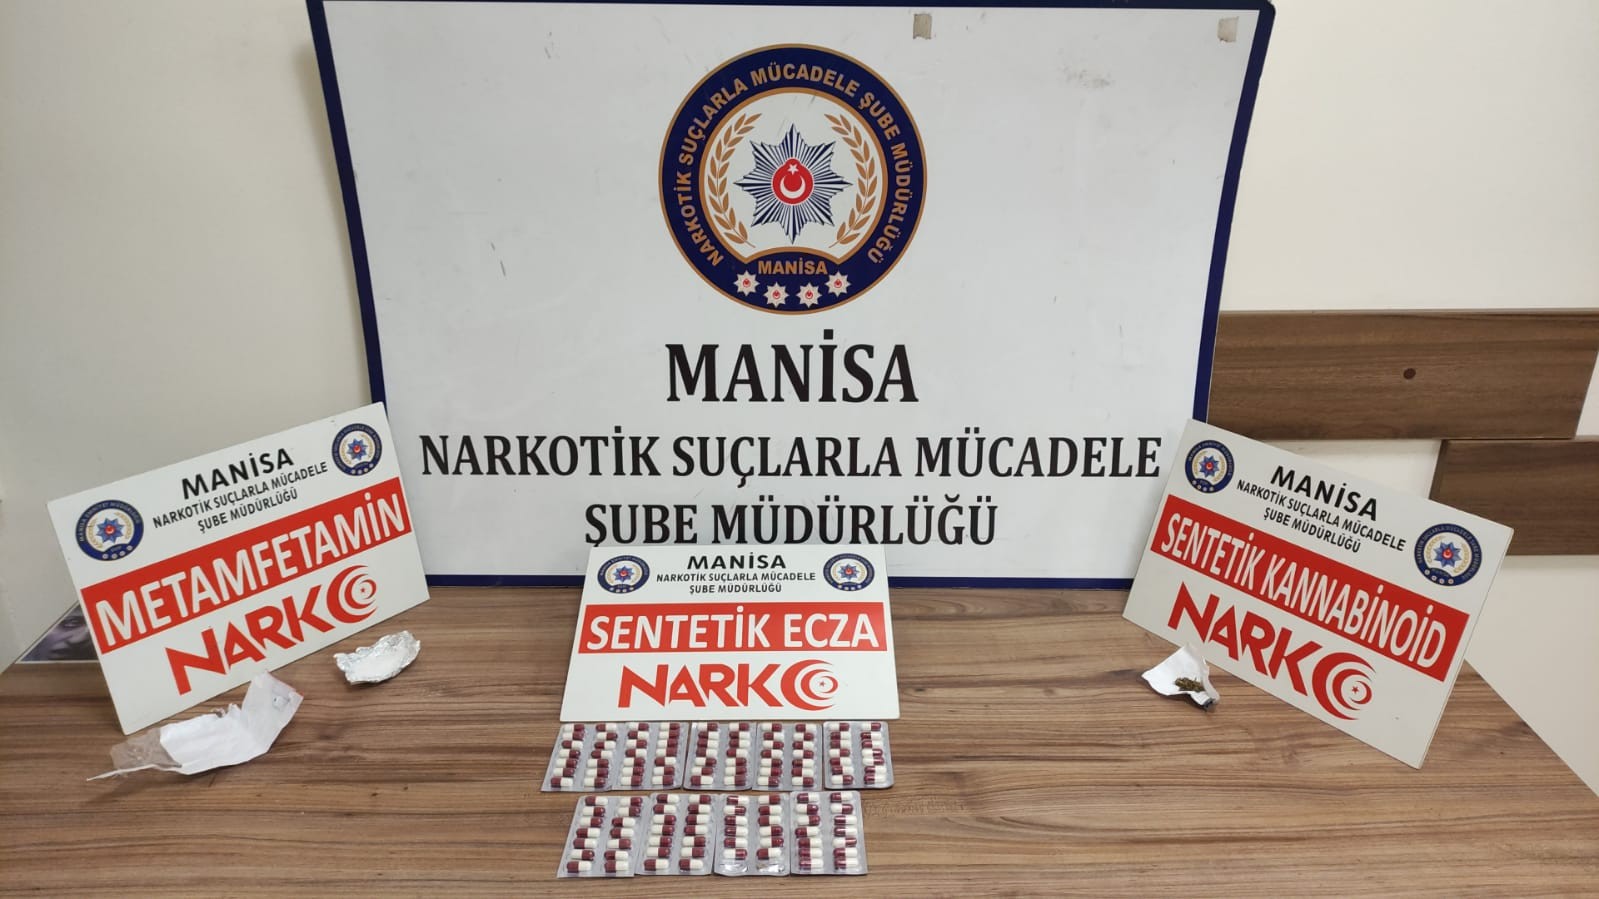 NARKOTİK SUÇLARLA MÜCADELE ŞUBE MÜDÜRLÜĞÜ
MANİSA
MANİSA
NARKOTİK SUÇLARLA MÜCADELE
ŞUBE MÜDÜRLÜĞÜ
MANİSA
NARKOTİK SUÇLARLA MÜCADELE
ŞUBE MÜDÜRLÜĞÜ
METAMFETAMİN
NARKO
MANİSA
NARKOTİK SUÇLARLA MÜCADELE
ŞUBE MÜDÜRLÜĞÜ
SENTETİK ECZA
NARKO
MANİSA
NARKOTİK SUÇLARLA MÜCADELE
ŞUBE MÜDÜRLÜĞÜ
SENTETİK KANNABİNOİD
NARKO